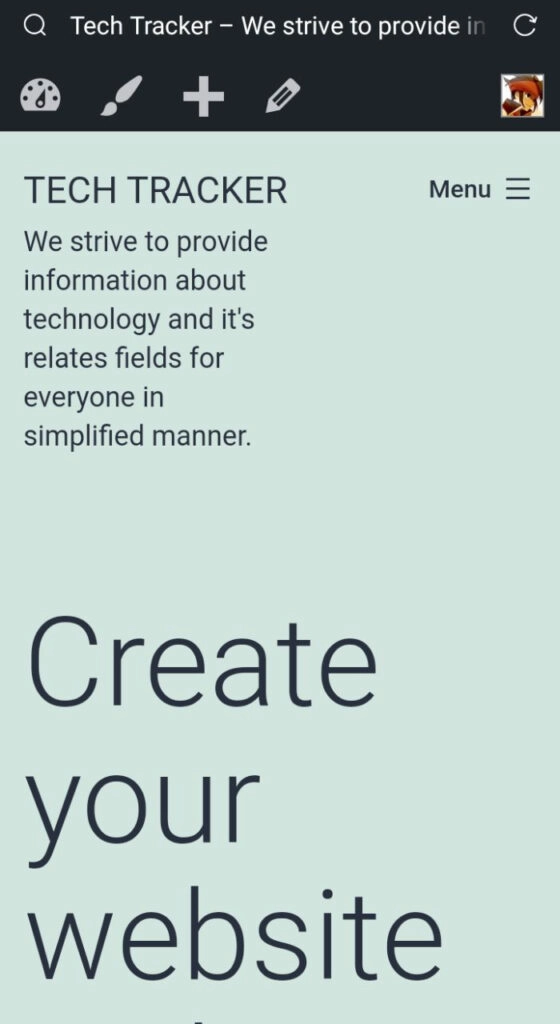 Tech Tracker – We strive to provide in
TECH TRACKER
Menu
We strive to provide
information about
technology and it's
relates fields for
everyone in
simplified manner.
Create
your
website